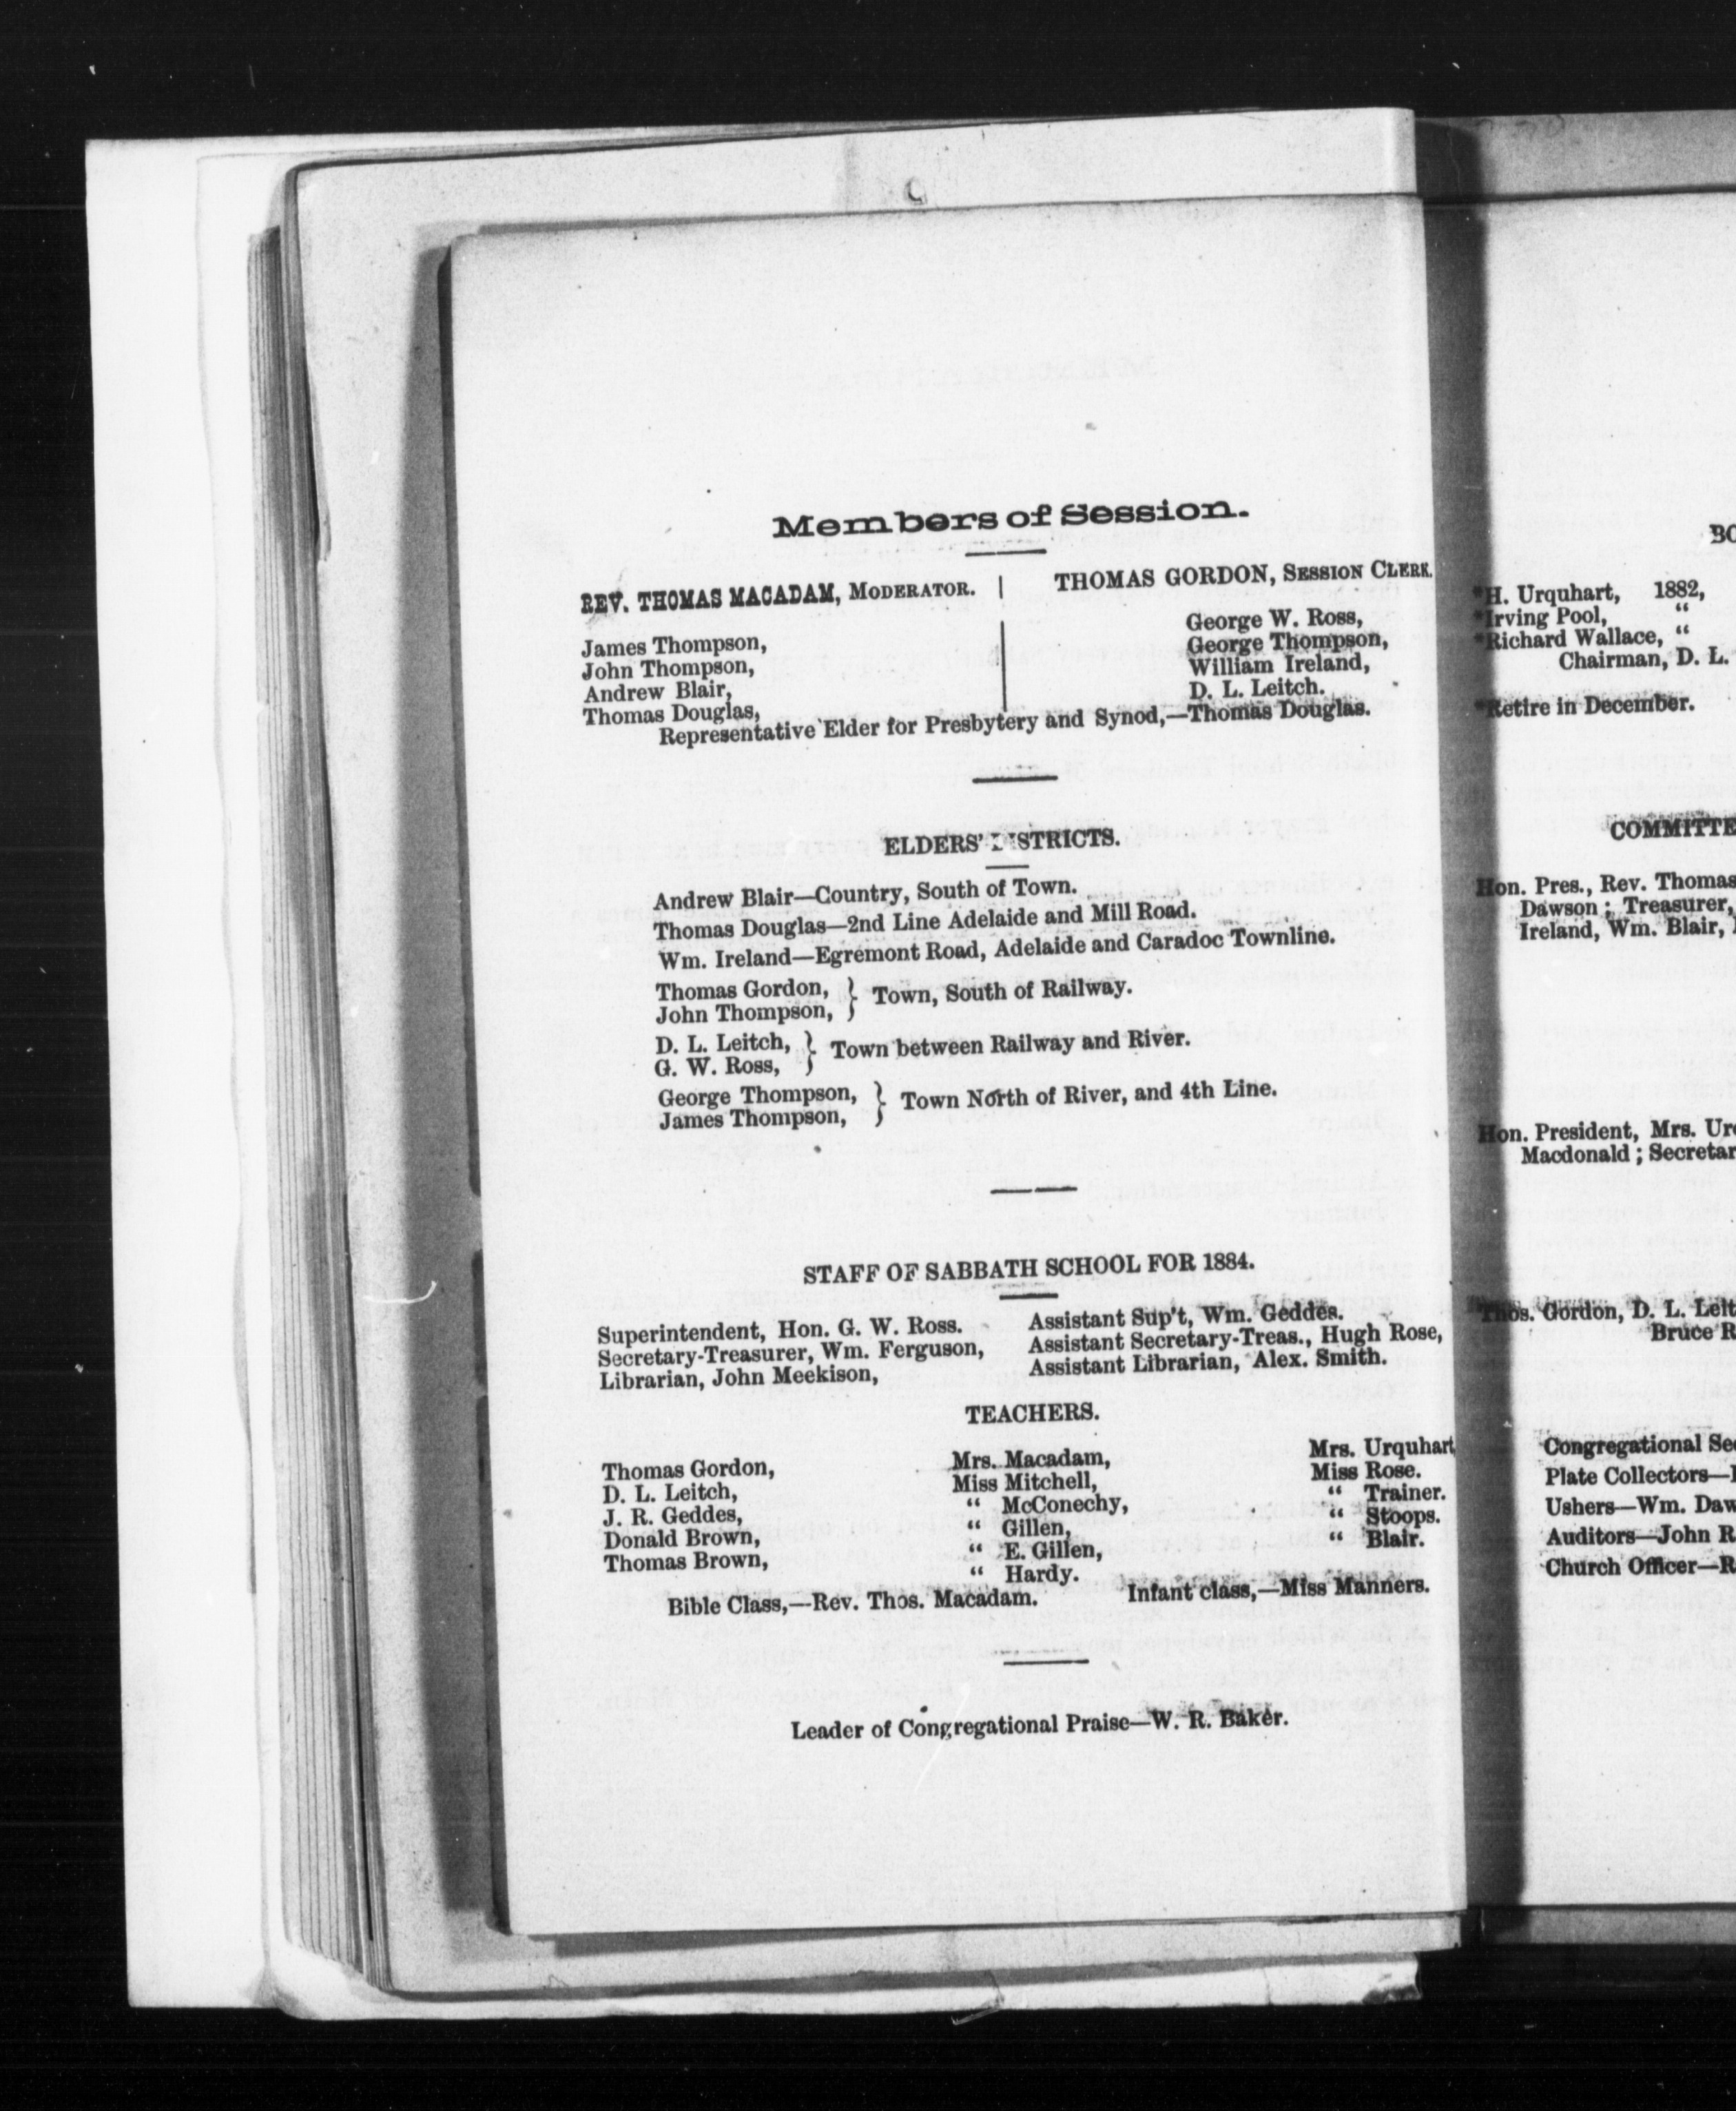 Members of Session.
REV. THOMAS MACADAM, MODERATOR. | THOMAS GORDON, SESSION CLERK.
James Thompson,
John Thompson,
Andrew Blair,
Thomas Douglas,
George W. Ross,
George Thompson,
William Ireland,
D. L. Leitch.
Representative Elder for Presbytery and Synod,—Thomas Douglas.
ELDERS' DISTRICTS.
Andrew Blair—Country, South of Town.
Thomas Douglas—2nd Line Adelaide and Mill Road.
Wm. Ireland—Egremont Road, Adelaide and Caradoc Townline.
Thomas Gordon,
John Thompson, } Town, South of Railway.
D. L. Leitch,
G. W. Ross, } Town between Railway and River.
George Thompson,
James Thompson, } Town North of River, and 4th Line.
STAFF OF SABBATH SCHOOL FOR 1884.
Superintendent, Hon. G. W. Ross.
Secretary-Treasurer, Wm. Ferguson,
Librarian, John Meekison,
Assistant Sup't, Wm. Geddes.
Assistant Secretary-Treas., Hugh Rose,
Assistant Librarian, Alex. Smith.
TEACHERS.
Thomas Gordon,
D. L. Leitch,
J. R. Geddes,
Donald Brown,
Thomas Brown,
Mrs. Macadam,
Miss Mitchell,
“ McConechy,
“ Gillen,
“ E. Gillen,
“ Hardy.
Mrs. Urquhart,
Miss Rose.
“ Trainer.
“ Stoops.
“ Blair.
Bible Class,—Rev. Thos. Macadam. Infant class,—Miss Manners.
Leader of Congregational Praise—W. R. Baker.
BO
*H. Urquhart, 1882,
*Irving Pool, “
*Richard Wallace, “
Chairman, D. L.
*Retire in December.
COMMITTE
Hon. Pres., Rev. Thomas
Dawson; Treasurer,
Ireland, Wm. Blair,
Hon. President, Mrs. Ur
Macdonald; Secretar
Thos. Gordon, D. L. Leit
Bruce R
Congregational Se
Plate Collectors—
Ushers—Wm. Daw
Auditors—John R
Church Officer—R